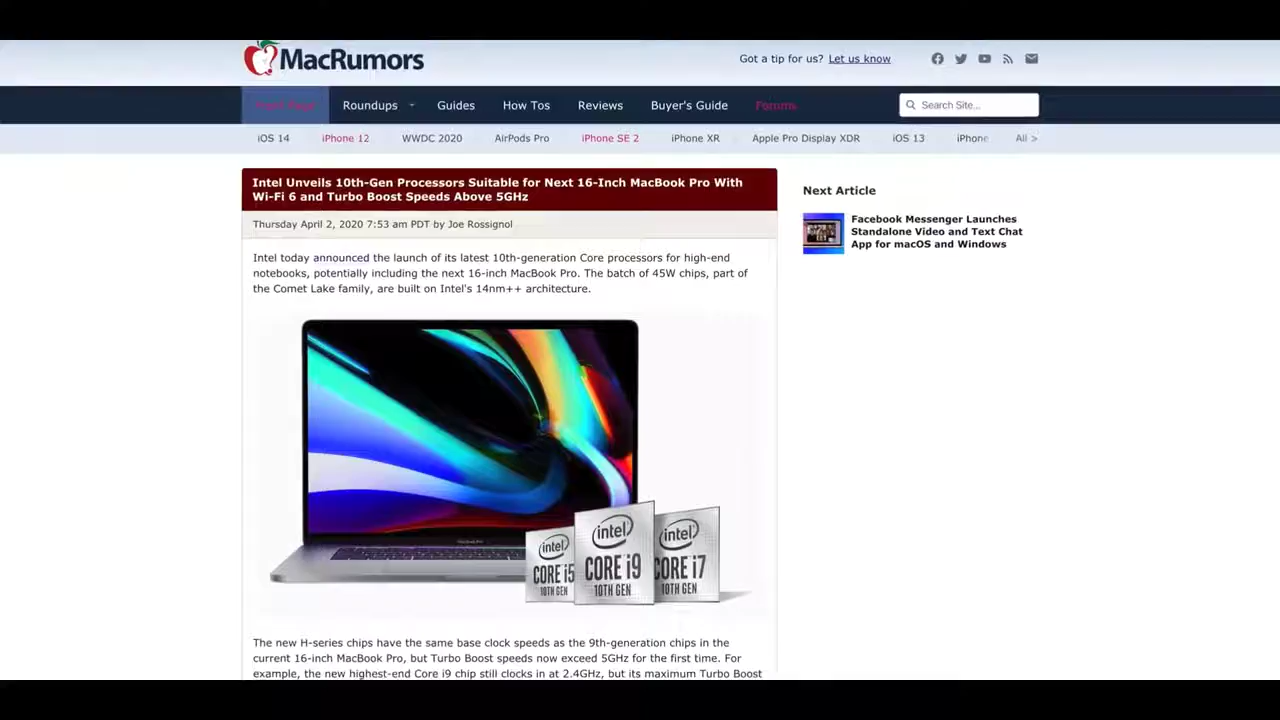 MacRumors
Got a tip for us? Let us know
Front Page Roundups Guides How Tos Reviews Buyer's Guide Forums Search Site...
iOS 14 iPhone 12 WWDC 2020 AirPods Pro iPhone SE 2 iPhone XR Apple Pro Display XDR iOS 13 iPhone All >
Intel Unveils 10th-Gen Processors Suitable for Next 16-Inch MacBook Pro With
Wi-Fi 6 and Turbo Boost Speeds Above 5GHz
Thursday April 2, 2020 7:53 am PDT by Joe Rossignol
Intel today announced the launch of its latest 10th-generation Core processors for high-end
notebooks, potentially including the next 16-inch MacBook Pro. The batch of 45W chips, part of
the Comet Lake family, are built on Intel's 14nm++ architecture.
intel
CORE i5
10TH GEN
intel
CORE i9
10TH GEN
intel
CORE i7
10TH GEN
The new H-series chips have the same base clock speeds as the 9th-generation chips in the
current 16-inch MacBook Pro, but Turbo Boost speeds now exceed 5GHz for the first time. For
example, the new highest-end Core i9 chip still clocks in at 2.4GHz, but its maximum Turbo Boost
Next Article
Facebook Messenger Launches
Standalone Video and Text Chat
App for macOS and Windows